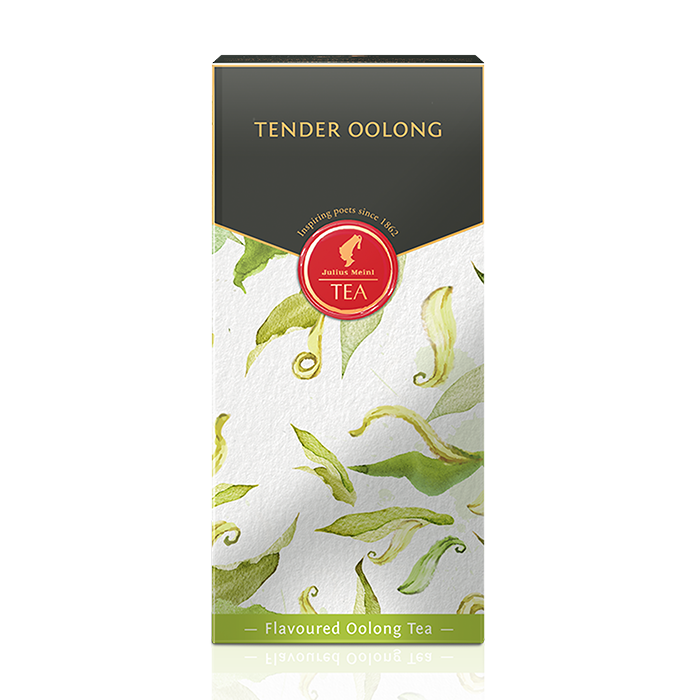 TENDER OOLONG
Inspiring poets since 1862
Julius Meinl
TEA
— Flavoured Oolong Tea —